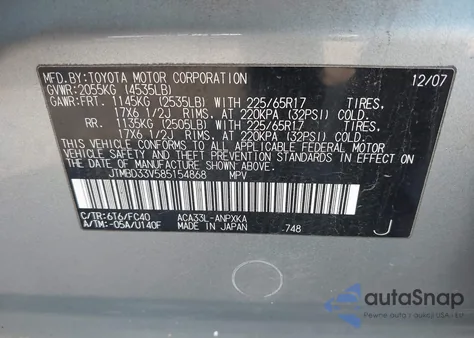 MFD.BY:TOYOTA MOTOR CORPORATION 12/07
GVWR:2055KG (4535LB)
GAWR:FRT. 1145KG (2535LB) WITH 225/65R17 TIRES,
17X6 1/2J RIMS, AT 220KPA (32PSI) COLD.
RR. 1135KG (2505LB) WITH 225/65R17 TIRES,
17X6 1/2J RIMS, AT 220KPA (32PSI) COLD.
THIS VEHICLE CONFORMS TO ALL APPLICABLE FEDERAL MOTOR
VEHICLE SAFETY AND THEFT PREVENTION STANDARDS IN EFFECT
ON THE DATE OF MANUFACTURE SHOWN ABOVE.
JTMBD33V585154868 MPV
C/TR:6T6/FC40 ACA33L-ANPXKA
A/TM:-05A/U140F MADE IN JAPAN .748 J
autoSnap
Pewne auto z USA i